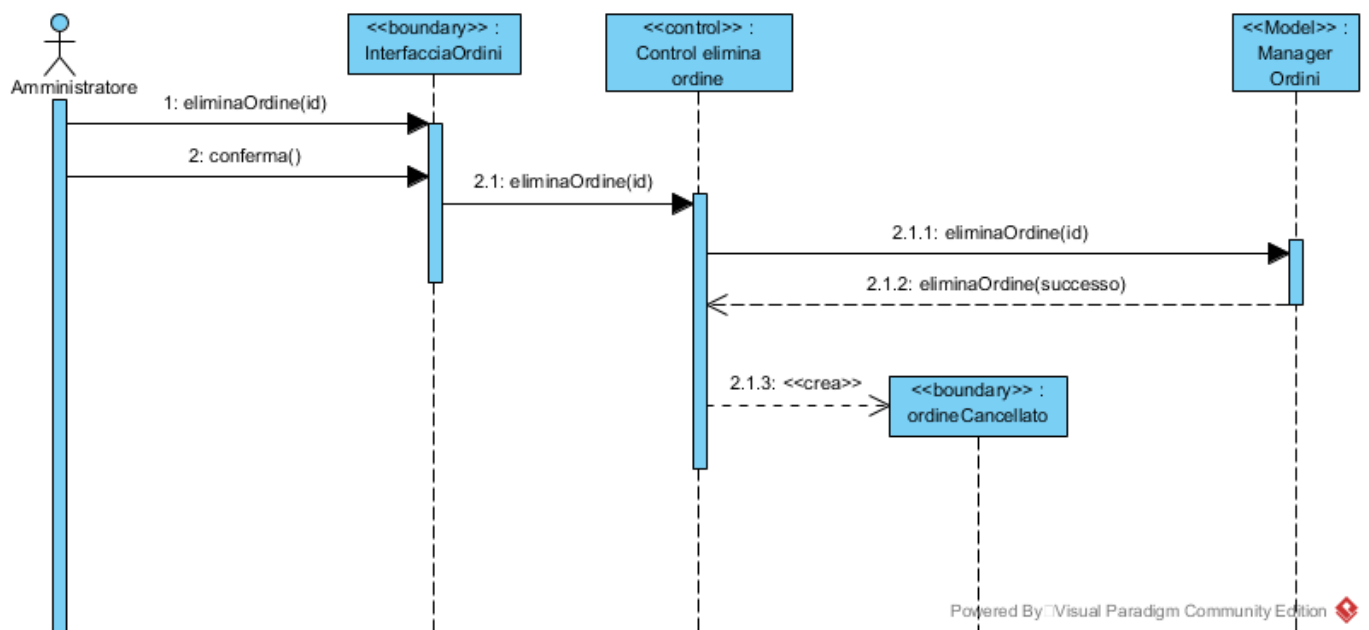 Amministratore
<<boundary>> :
InterfacciaOrdini
<<control>> :
Control elimina
ordine
<<Model>> :
Manager
Ordini
1: eliminaOrdine(id)
2: conferma()
2.1: eliminaOrdine(id)
2.1.1: eliminaOrdine(id)
2.1.2: eliminaOrdine(successo)
2.1.3: <<crea>>
<<boundary>> :
ordineCancellato
Powered By Visual Paradigm Community Edition